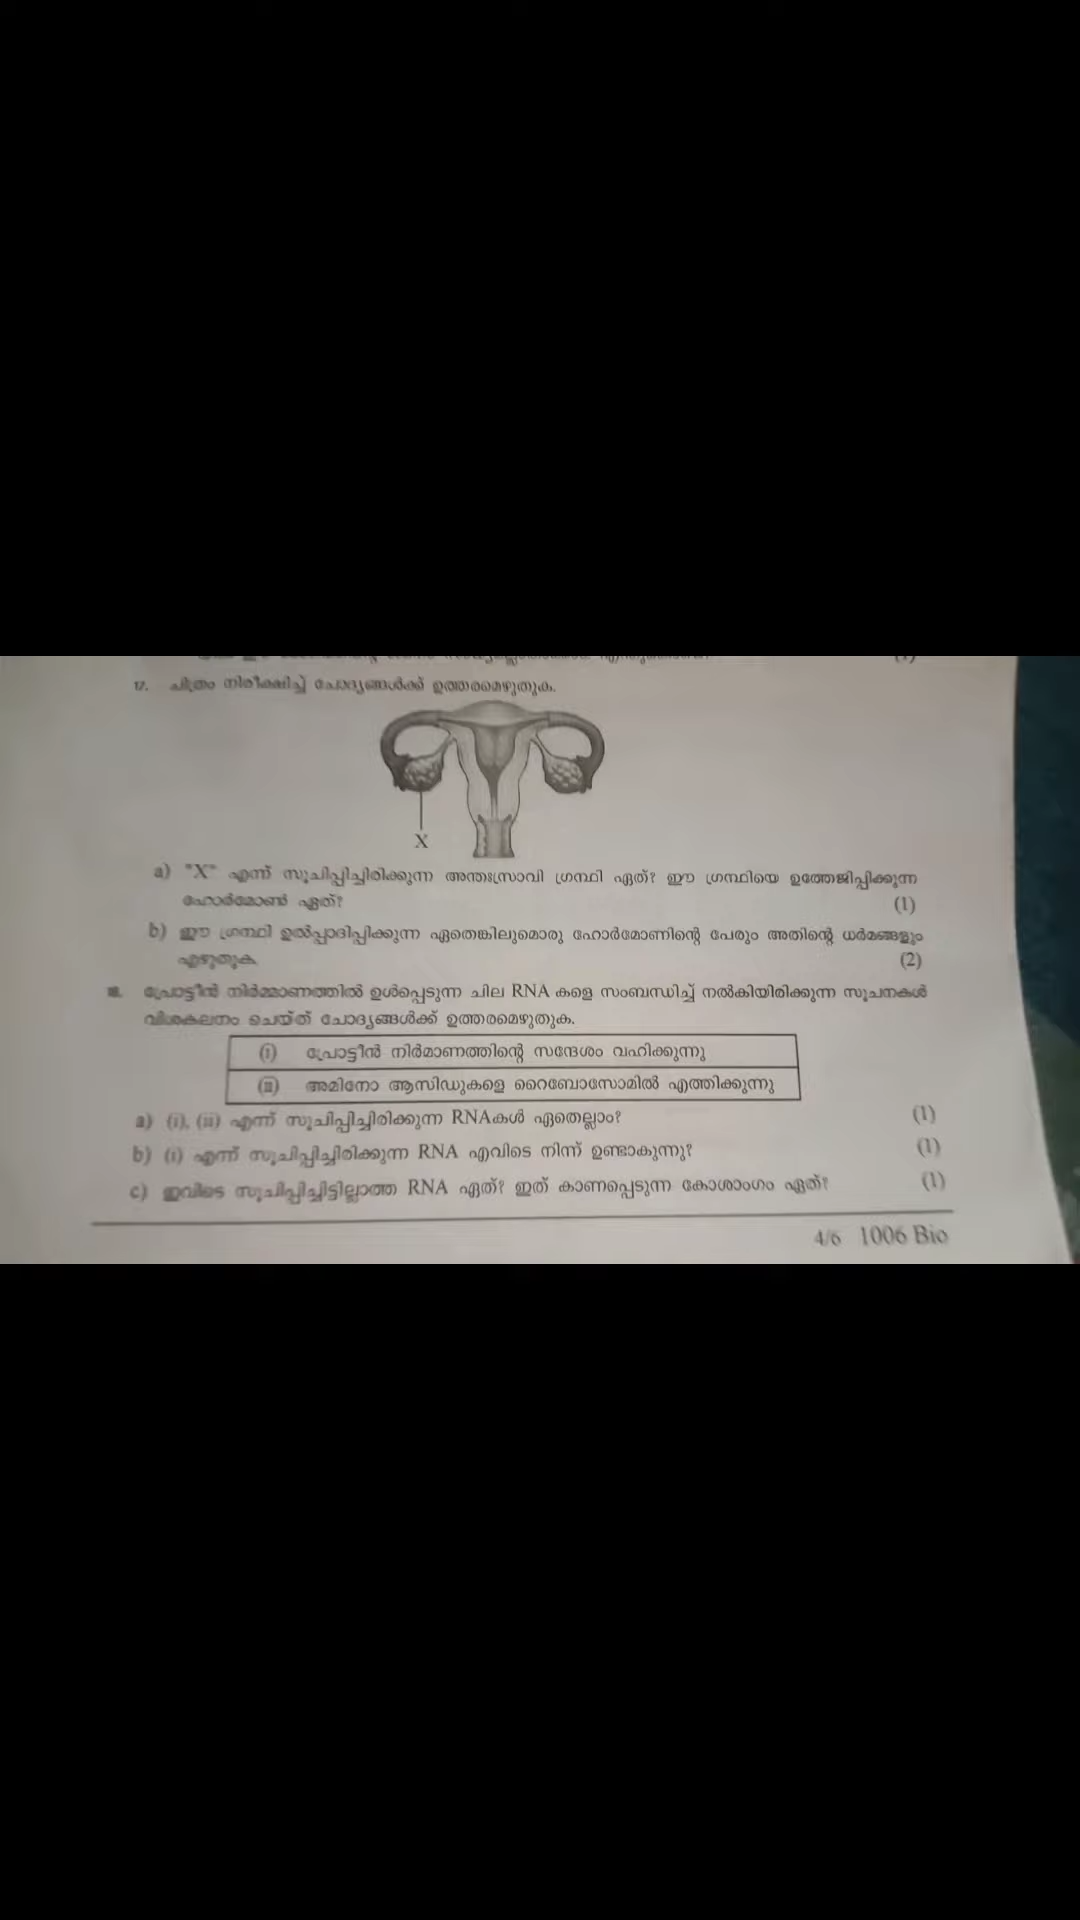 17. ചിത്രം നിരീക്ഷിച്ച് ചോദ്യങ്ങൾക്ക് ഉത്തരമെഴുതുക.
X
a) "X" എന്ന് സൂചിപ്പിച്ചിരിക്കുന്ന അന്തഃസ്രാവി ഗ്രന്ഥി ഏത്? ഈ ഗ്രന്ഥിയെ ഉത്തേജിപ്പിക്കുന്ന
ഹോർമോൺ ഏത്? (1)
b) ഈ ഗ്രന്ഥി ഉൽപ്പാദിപ്പിക്കുന്ന ഏതെങ്കിലുമൊരു ഹോർമോണിന്റെ പേരും അതിന്റെ ധർമങ്ങളും
എഴുതുക (2)
18. പ്രോട്ടീൻ നിർമ്മാണത്തിൽ ഉൾപ്പെടുന്ന ചില RNA കളെ സംബന്ധിച്ച് നൽകിയിരിക്കുന്ന സൂചനകൾ
വിശകലനം ചെയ്ത് ചോദ്യങ്ങൾക്ക് ഉത്തരമെഴുതുക.
(i) പ്രോട്ടീൻ നിർമാണത്തിന്റെ സന്ദേശം വഹിക്കുന്നു
(ii) അമിനോ ആസിഡുകളെ റൈബോസോമിൽ എത്തിക്കുന്നു
a) (i), (ii) എന്ന് സൂചിപ്പിച്ചിരിക്കുന്ന RNAകൾ ഏതെല്ലാം? (1)
b) (i) എന്ന് സൂചിപ്പിച്ചിരിക്കുന്ന RNA എവിടെ നിന്ന് ഉണ്ടാകുന്നു? (1)
c) ഇവിടെ സൂചിപ്പിച്ചിട്ടില്ലാത്ത RNA ഏത്? ഇത് കാണപ്പെടുന്ന കോശാംഗം ഏത്? (1)
4/6 1006 Bio